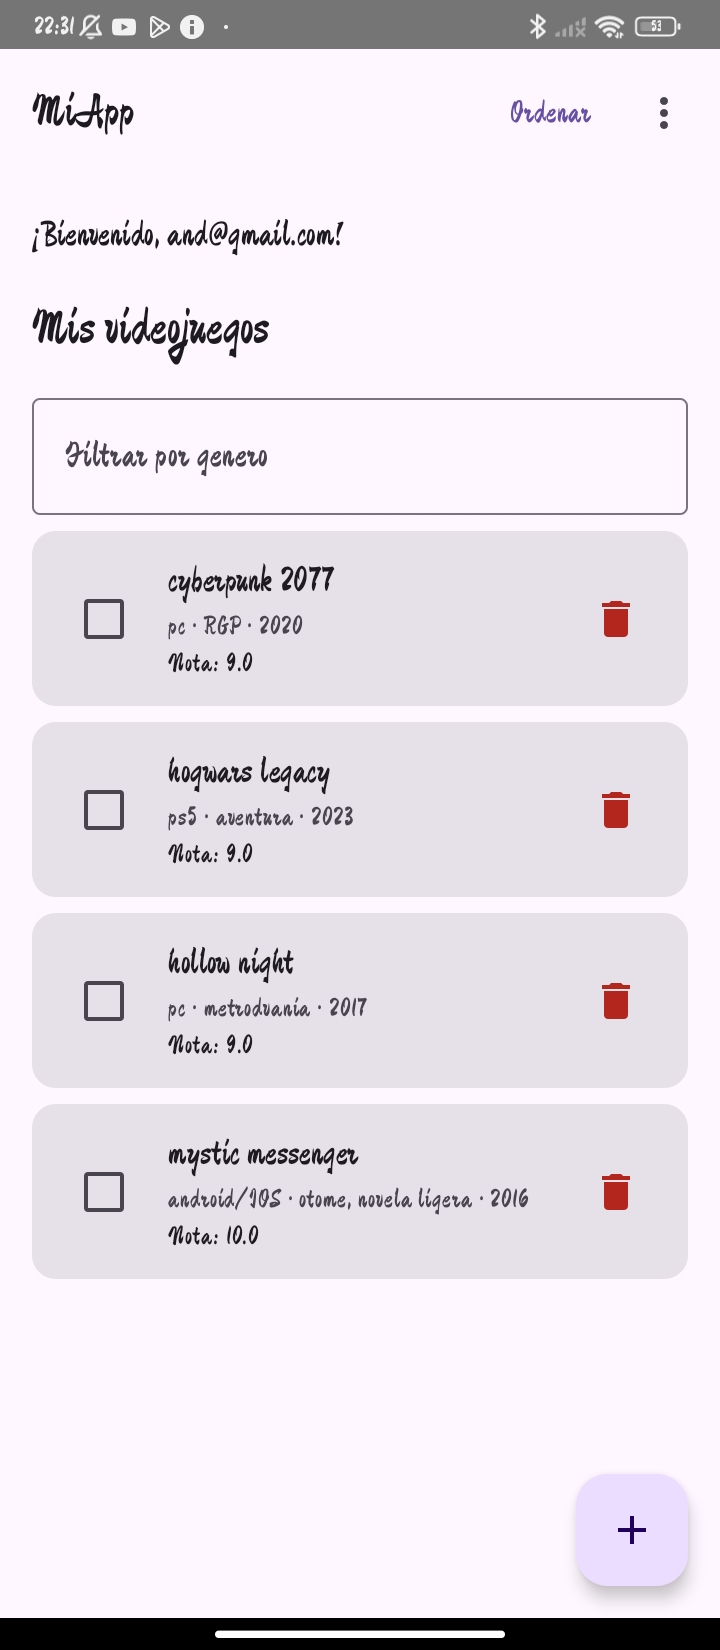 22:31
53
MiApp
Ordenar
¡Bienvenido, and@gmail.com!
Mis videojuegos
Filtrar por genero
cyberpunk 2077
pc · RGP · 2020
Nota: 9.0
hogwars legacy
ps5 · aventura · 2023
Nota: 9.0
hollow night
pc · metrodvania · 2017
Nota: 9.0
mystic messenger
android/IOS · otome, novela ligera · 2016
Nota: 10.0